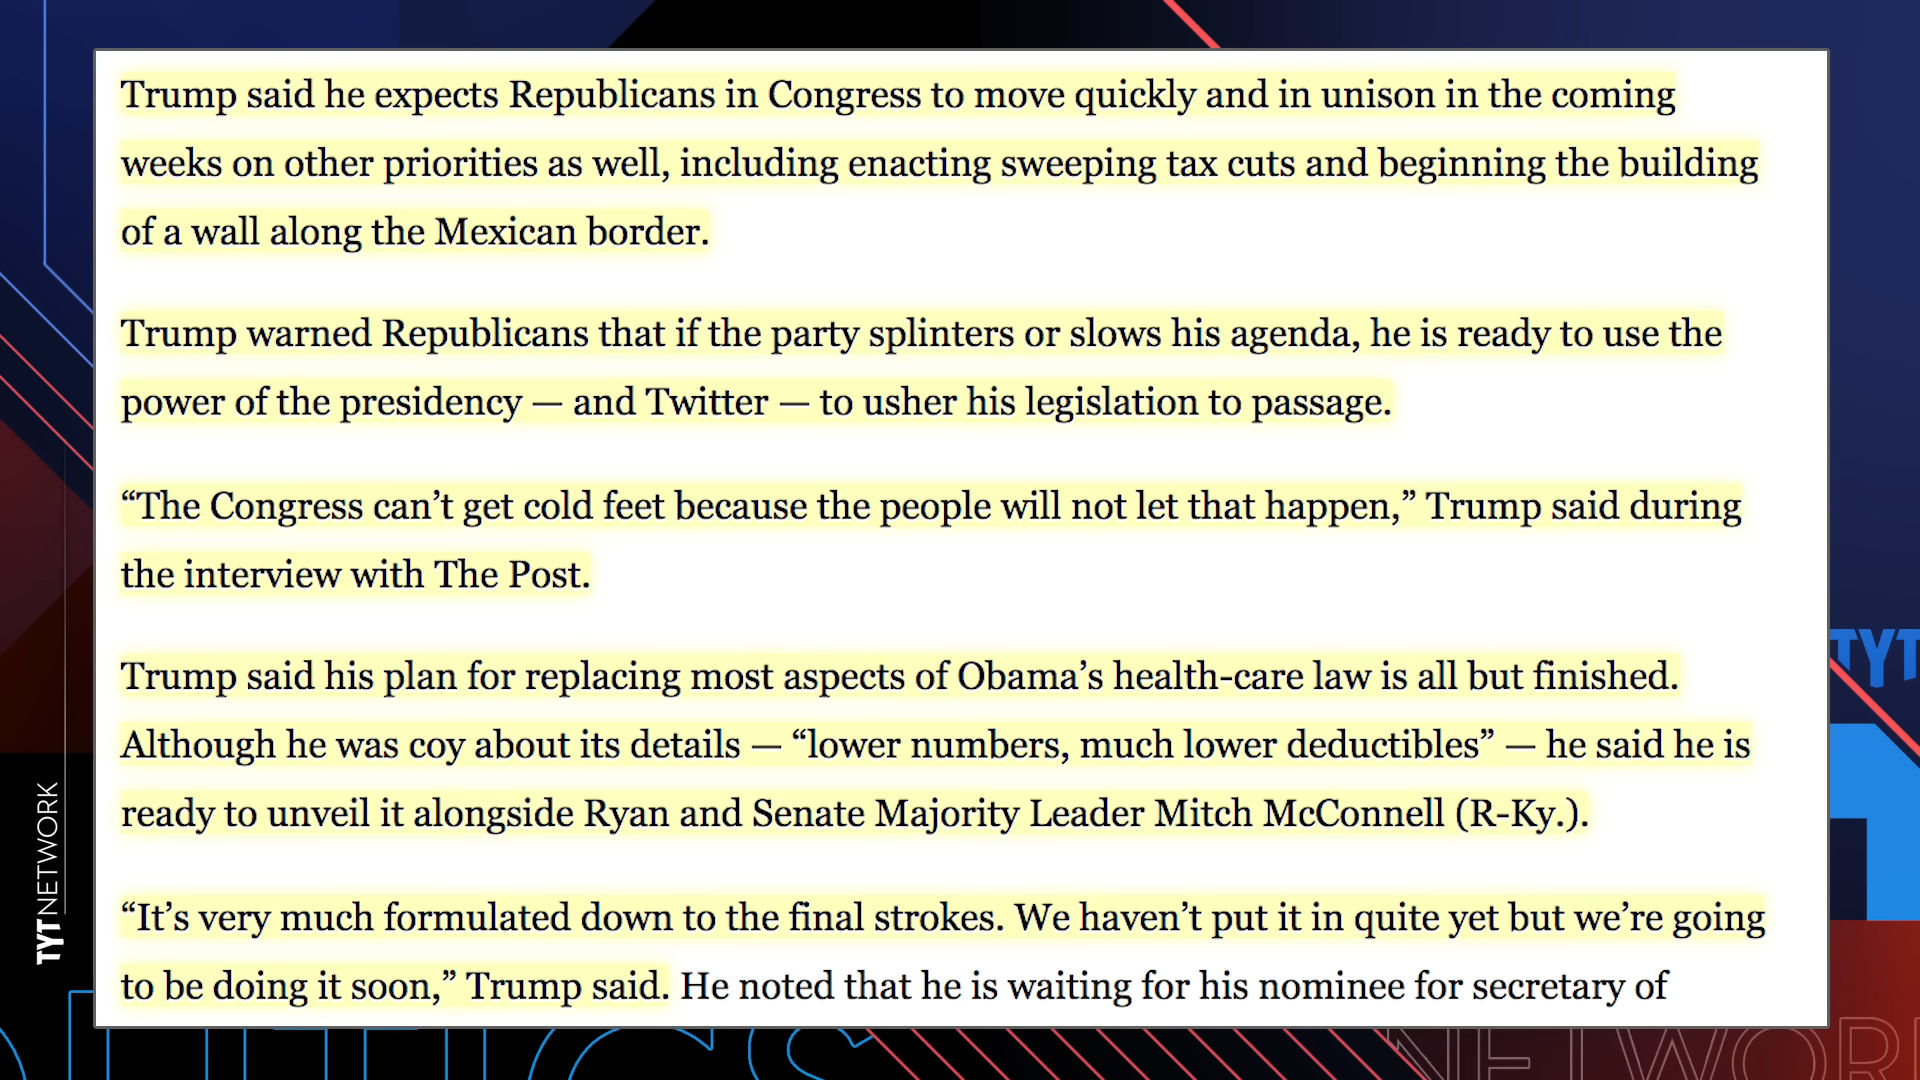 Trump said he expects Republicans in Congress to move quickly and in unison in the coming
weeks on other priorities as well, including enacting sweeping tax cuts and beginning the building
of a wall along the Mexican border.
Trump warned Republicans that if the party splinters or slows his agenda, he is ready to use the
power of the presidency — and Twitter — to usher his legislation to passage.
“The Congress can’t get cold feet because the people will not let that happen,” Trump said during
the interview with The Post.
Trump said his plan for replacing most aspects of Obama’s health-care law is all but finished.
Although he was coy about its details — “lower numbers, much lower deductibles” — he said he is
ready to unveil it alongside Ryan and Senate Majority Leader Mitch McConnell (R-Ky.).
“It’s very much formulated down to the final strokes. We haven’t put it in quite yet but we’re going
to be doing it soon,” Trump said. He noted that he is waiting for his nominee for secretary of
TYTNETWORK
TYT
NETWORK